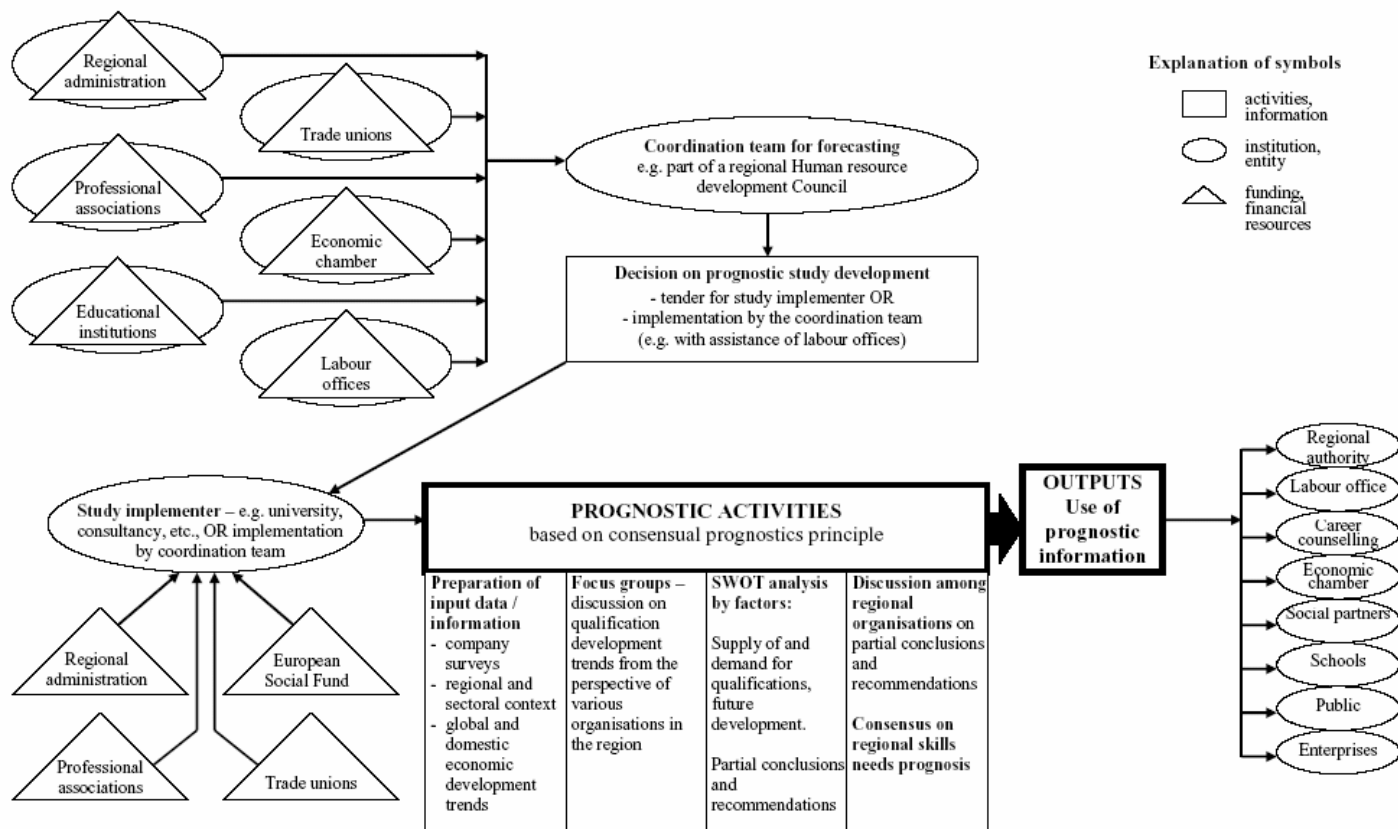 Regional
administration
Trade unions
Professional
associations
Economic
chamber
Educational
institutions
Labour
offices
Coordination team for forecasting
e.g. part of a regional Human resource
development Council
Decision on prognostic study development
- tender for study implementer OR
- implementation by the coordination team
(e.g. with assistance of labour offices)
Explanation of symbols
activities,
information
institution,
entity
funding,
financial
resources
Study implementer – e.g. university,
consultancy, etc., OR implementation
by coordination team
Regional
administration
European
Social Fund
Professional
associations
Trade unions
PROGNOSTIC ACTIVITIES
based on consensual prognostics principle
Preparation of
input data /
information
- company
surveys
- regional and
sectoral context
- global and
domestic
economic
development
trends
Focus groups –
discussion on
qualification
development
trends from the
perspective of
various
organisations in
the region
SWOT analysis
by factors:
Supply of and
demand for
qualifications,
future
development.
Partial conclusions
and
recommendations
Discussion among
regional
organisations on
partial conclusions
and
recommendations
Consensus on
regional skills
needs prognosis
OUTPUTS
Use of
prognostic
information
Regional
authority
Labour office
Career
counselling
Economic
chamber
Social partners
Schools
Public
Enterprises